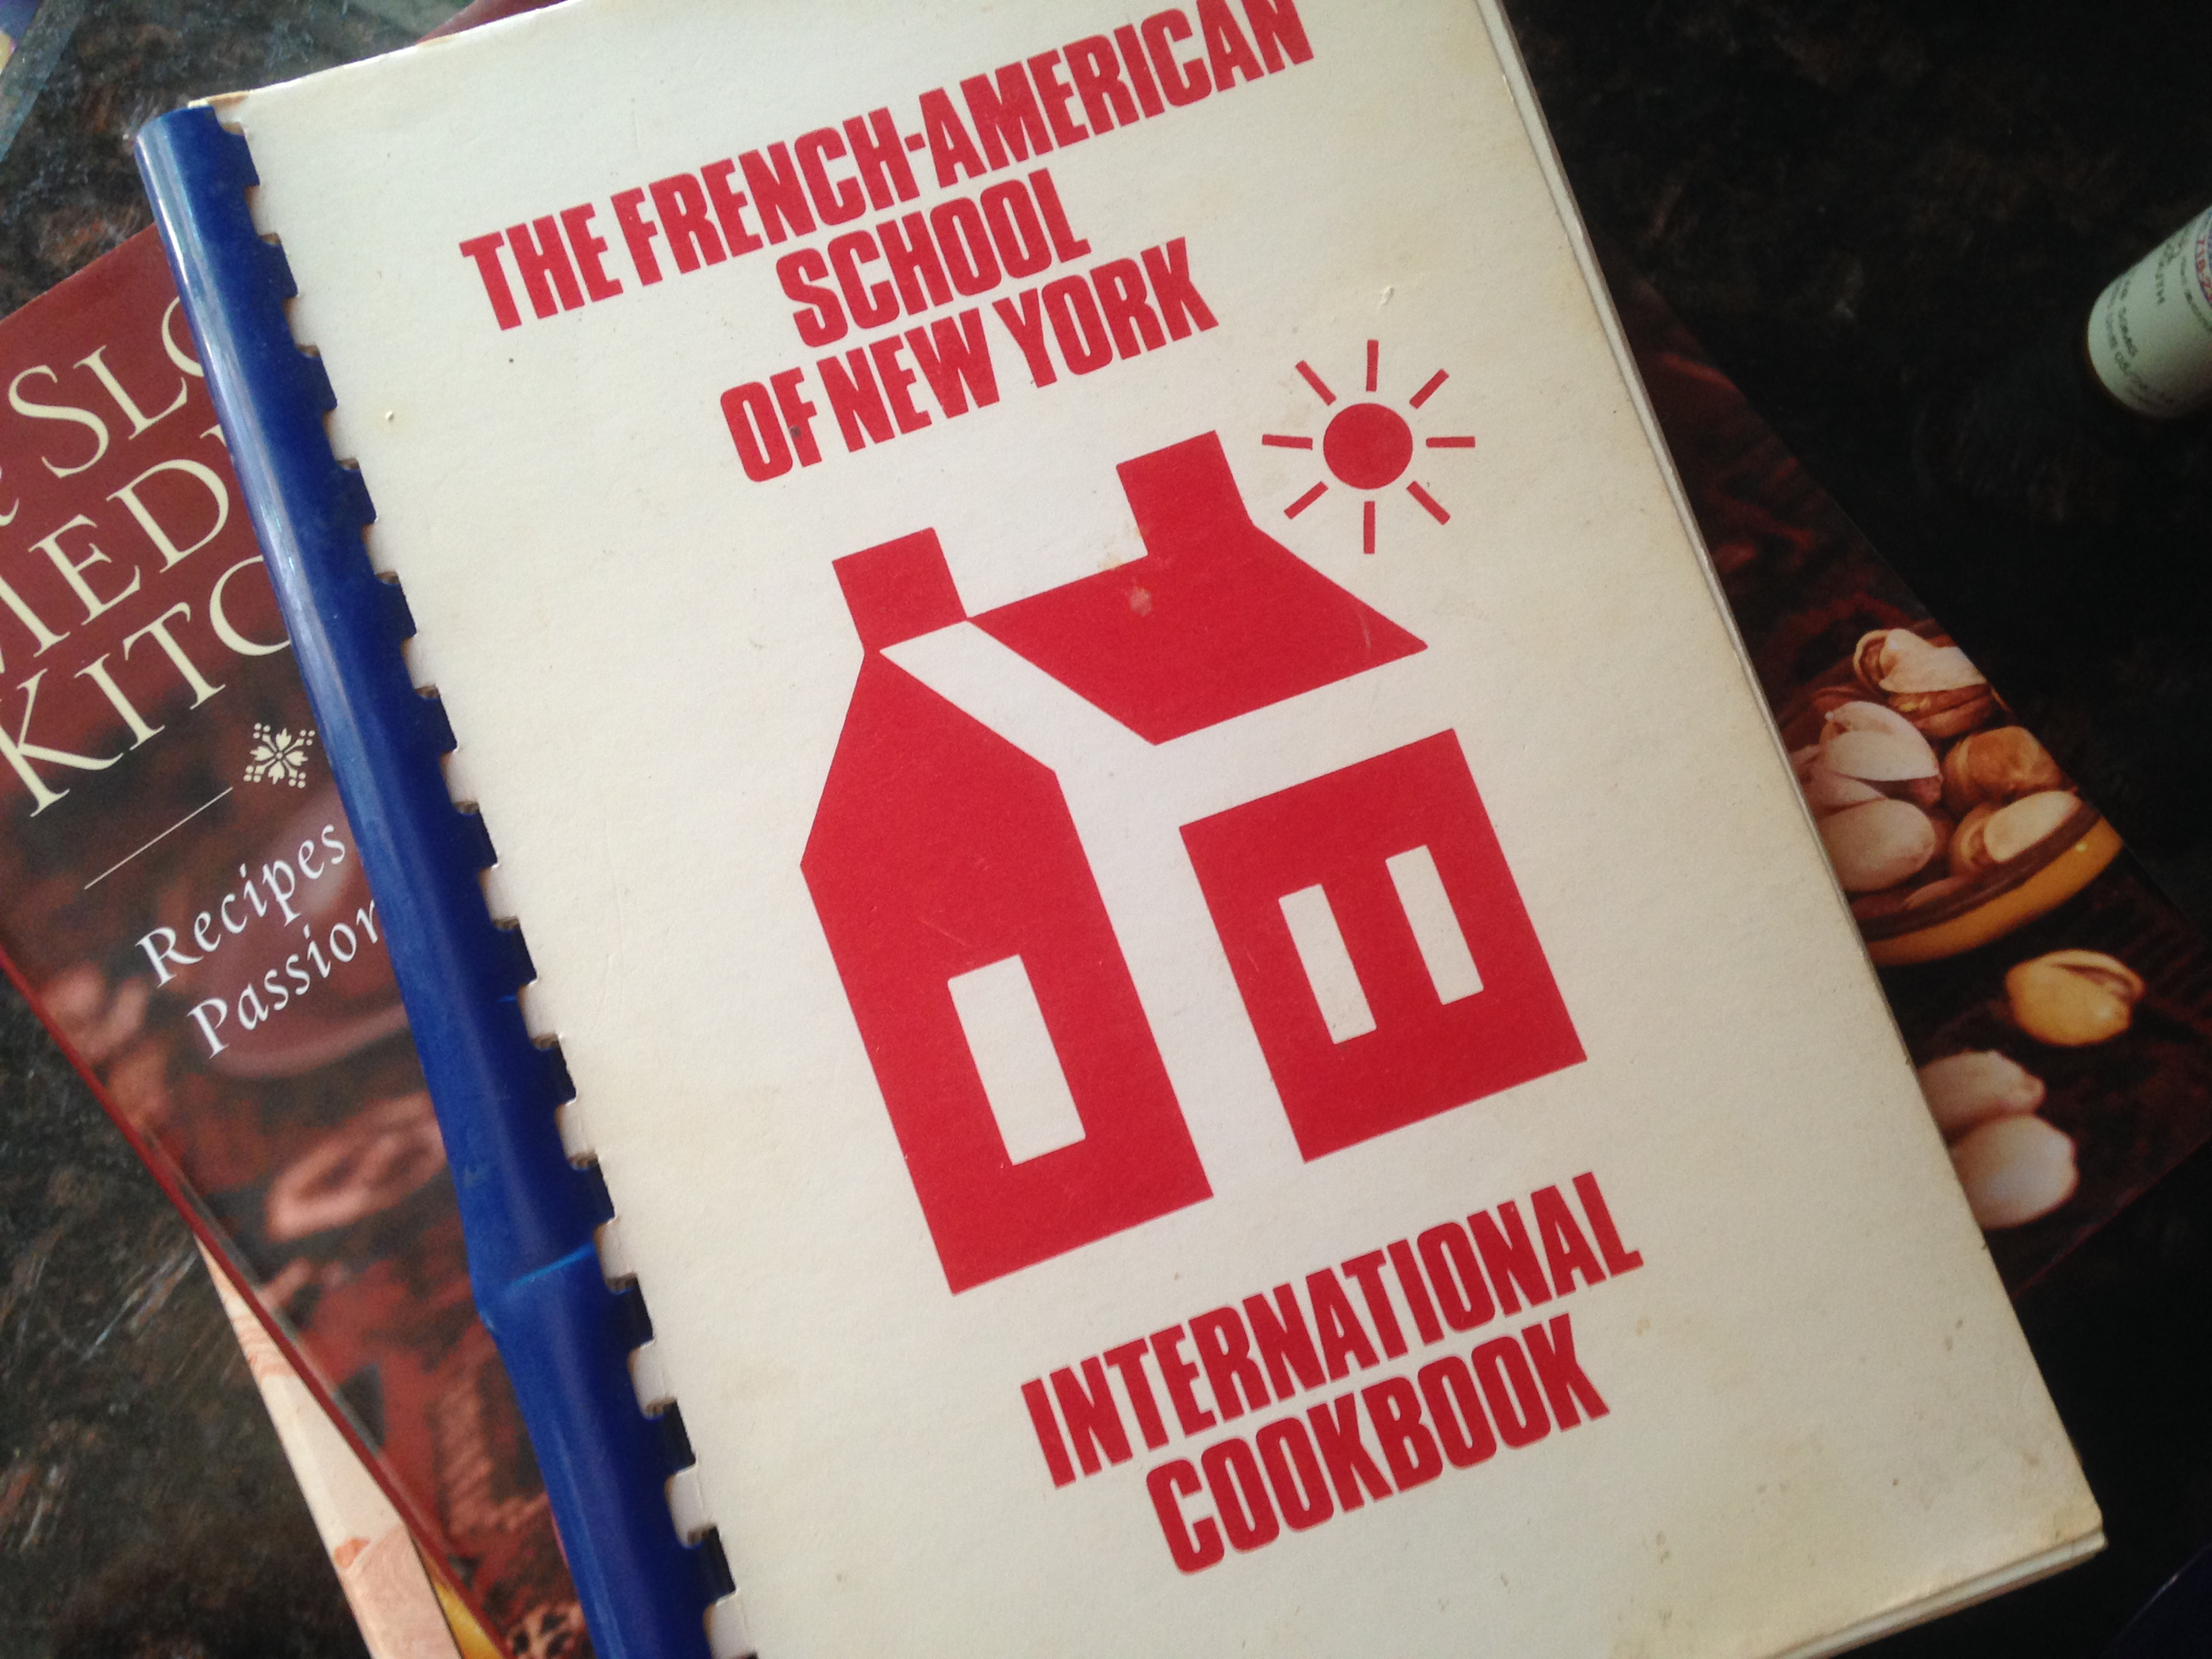 THE FRENCH-AMERICAN
SCHOOL
OF NEW YORK
INTERNATIONAL
COOKBOOK
SLO
MED
KITC
Recipes
Passion